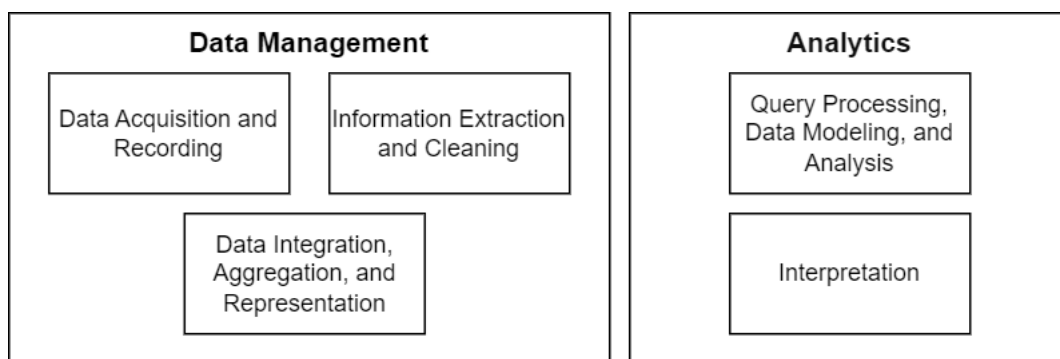 Data Management
Data Acquisition and
Recording
Information Extraction
and Cleaning
Data Integration,
Aggregation, and
Representation
Analytics
Query Processing,
Data Modeling, and
Analysis
Interpretation